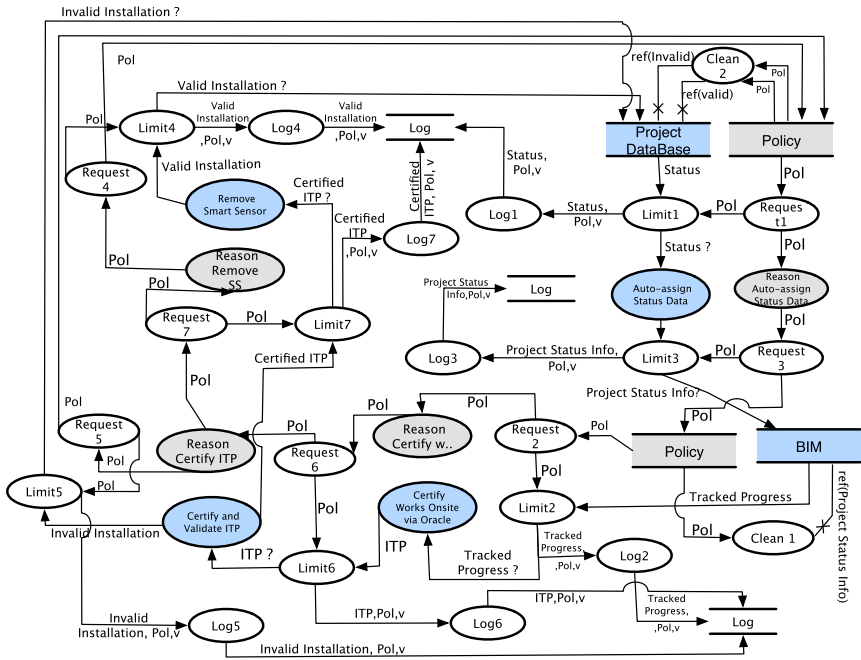 Invalid Installation ?
Pol
ref(Invalid)
Clean
2
Pol
Pol
ref(valid)
Valid Installation ?
Pol
Limit4
Valid
Installation
,Pol,v
Log4
Valid
Installation
,Pol,v
Log
Project
DataBase
Policy
Status,
Pol,v
Status
Pol
Valid Installation
Request
4
Remove
Smart Sensor
Certified
ITP ?
Certified
ITP, Pol, v
Certified
ITP
,Pol,v
Log7
Log1
Status,
Pol,v
Limit1
Pol
Reques
t1
Status ?
Pol
Pol
Reason
Remove
SS
Pol
Project Status
Info,Pol,v
Log
Auto-assign
Status Data
Reason
Auto-assign
Status Data
Request
7
Pol
Limit7
Pol
Certified ITP
Log3
Project Status Info,
Pol,v
Limit3
Pol
Request
3
Pol
Project Status Info?
Pol
Pol
Request
5
Pol
Reason
Certify ITP
Pol
Request
6
Pol
Reason
Certify w..
Pol
Request
2
Pol
Policy
BIM
Pol
Limit5
Pol
Pol
Certify and
Validate ITP
Invalid Installation
Pol
Certify
Works Onsite
via Oracle
Limit2
Tracked Progress
Pol
Clean 1
ref(Project Status Info)
ITP ?
Limit6
ITP
Tracked
Progress ?
Tracked
Progress,
,Pol,v
Log2
Invalid
Installation, Pol,v
Log5
ITP,Pol,v
Log6
ITP,Pol,v
Tracked
Progress,
,Pol,v
Log
Invalid Installation, Pol,v